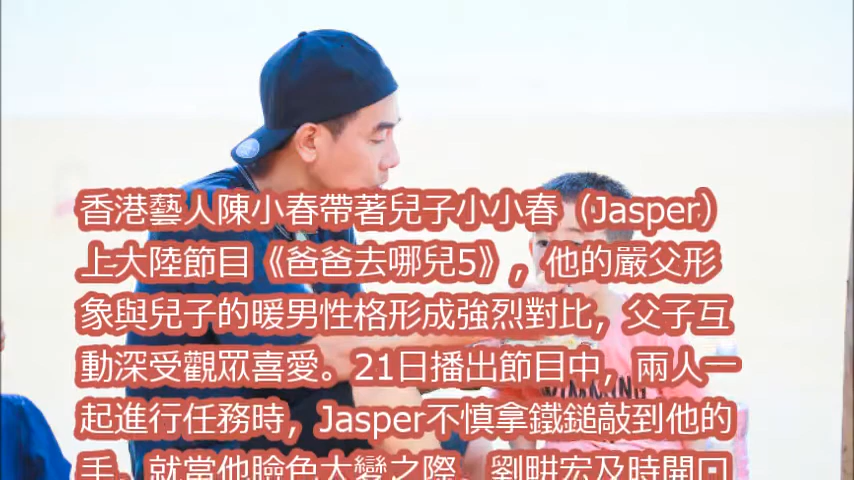 香港藝人陳小春帶著兒子小小春（Jasper）
上大陸節目《爸爸去哪兒5》，他的嚴父形
象與兒子的暖男性格形成強烈對比，父子互
動深受觀眾喜愛。21日播出節目中，兩人一
起進行任務時，Jasper不慎拿鐵鎚敲到他的
手，就當他臉色大變之際，劉畊宏及時開口